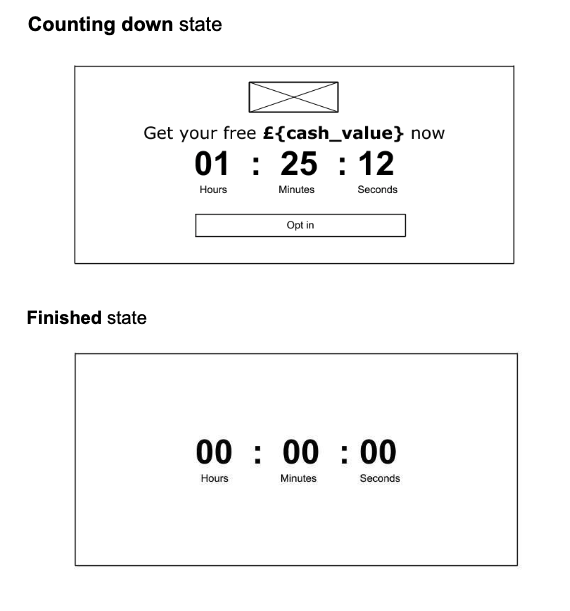 Counting down state
Get your free £{cash_value} now
01 : 25 : 12
Hours Minutes Seconds
Opt in
Finished state
00 : 00 : 00
Hours Minutes Seconds